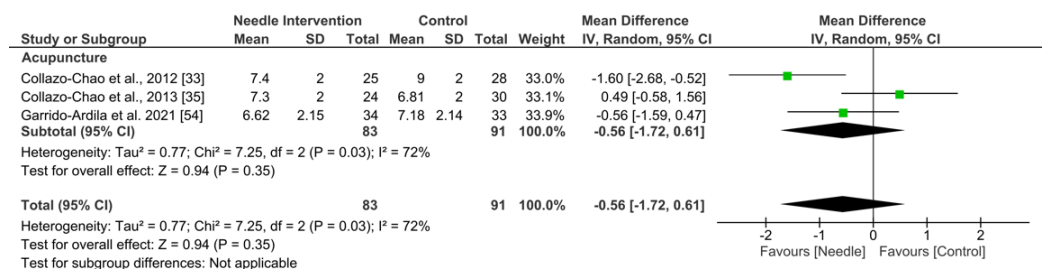 Needle Intervention Control Mean Difference Mean Difference
Study or Subgroup Mean SD Total Mean SD Total Weight IV, Random, 95% CI IV, Random, 95% CI
Acupuncture
Collazo-Chao et al., 2012 [33] 7.4 2 25 9 2 28 33.0% -1.60 [-2.68, -0.52]
Collazo-Chao et al., 2013 [35] 7.3 2 24 6.81 2 30 33.1% 0.49 [-0.58, 1.56]
Garrido-Ardila et al. 2021 [54] 6.62 2.15 34 7.18 2.14 33 33.9% -0.56 [-1.59, 0.47]
Subtotal (95% CI) 83 91 100.0% -0.56 [-1.72, 0.61]
Heterogeneity: Tau² = 0.77; Chi² = 7.25, df = 2 (P = 0.03); I² = 72%
Test for overall effect: Z = 0.94 (P = 0.35)
Total (95% CI) 83 91 100.0% -0.56 [-1.72, 0.61]
Heterogeneity: Tau² = 0.77; Chi² = 7.25, df = 2 (P = 0.03); I² = 72%
Test for overall effect: Z = 0.94 (P = 0.35)
Test for subgroup differences: Not applicable
-2 -1 0 1 2
Favours [Needle] Favours [Control]